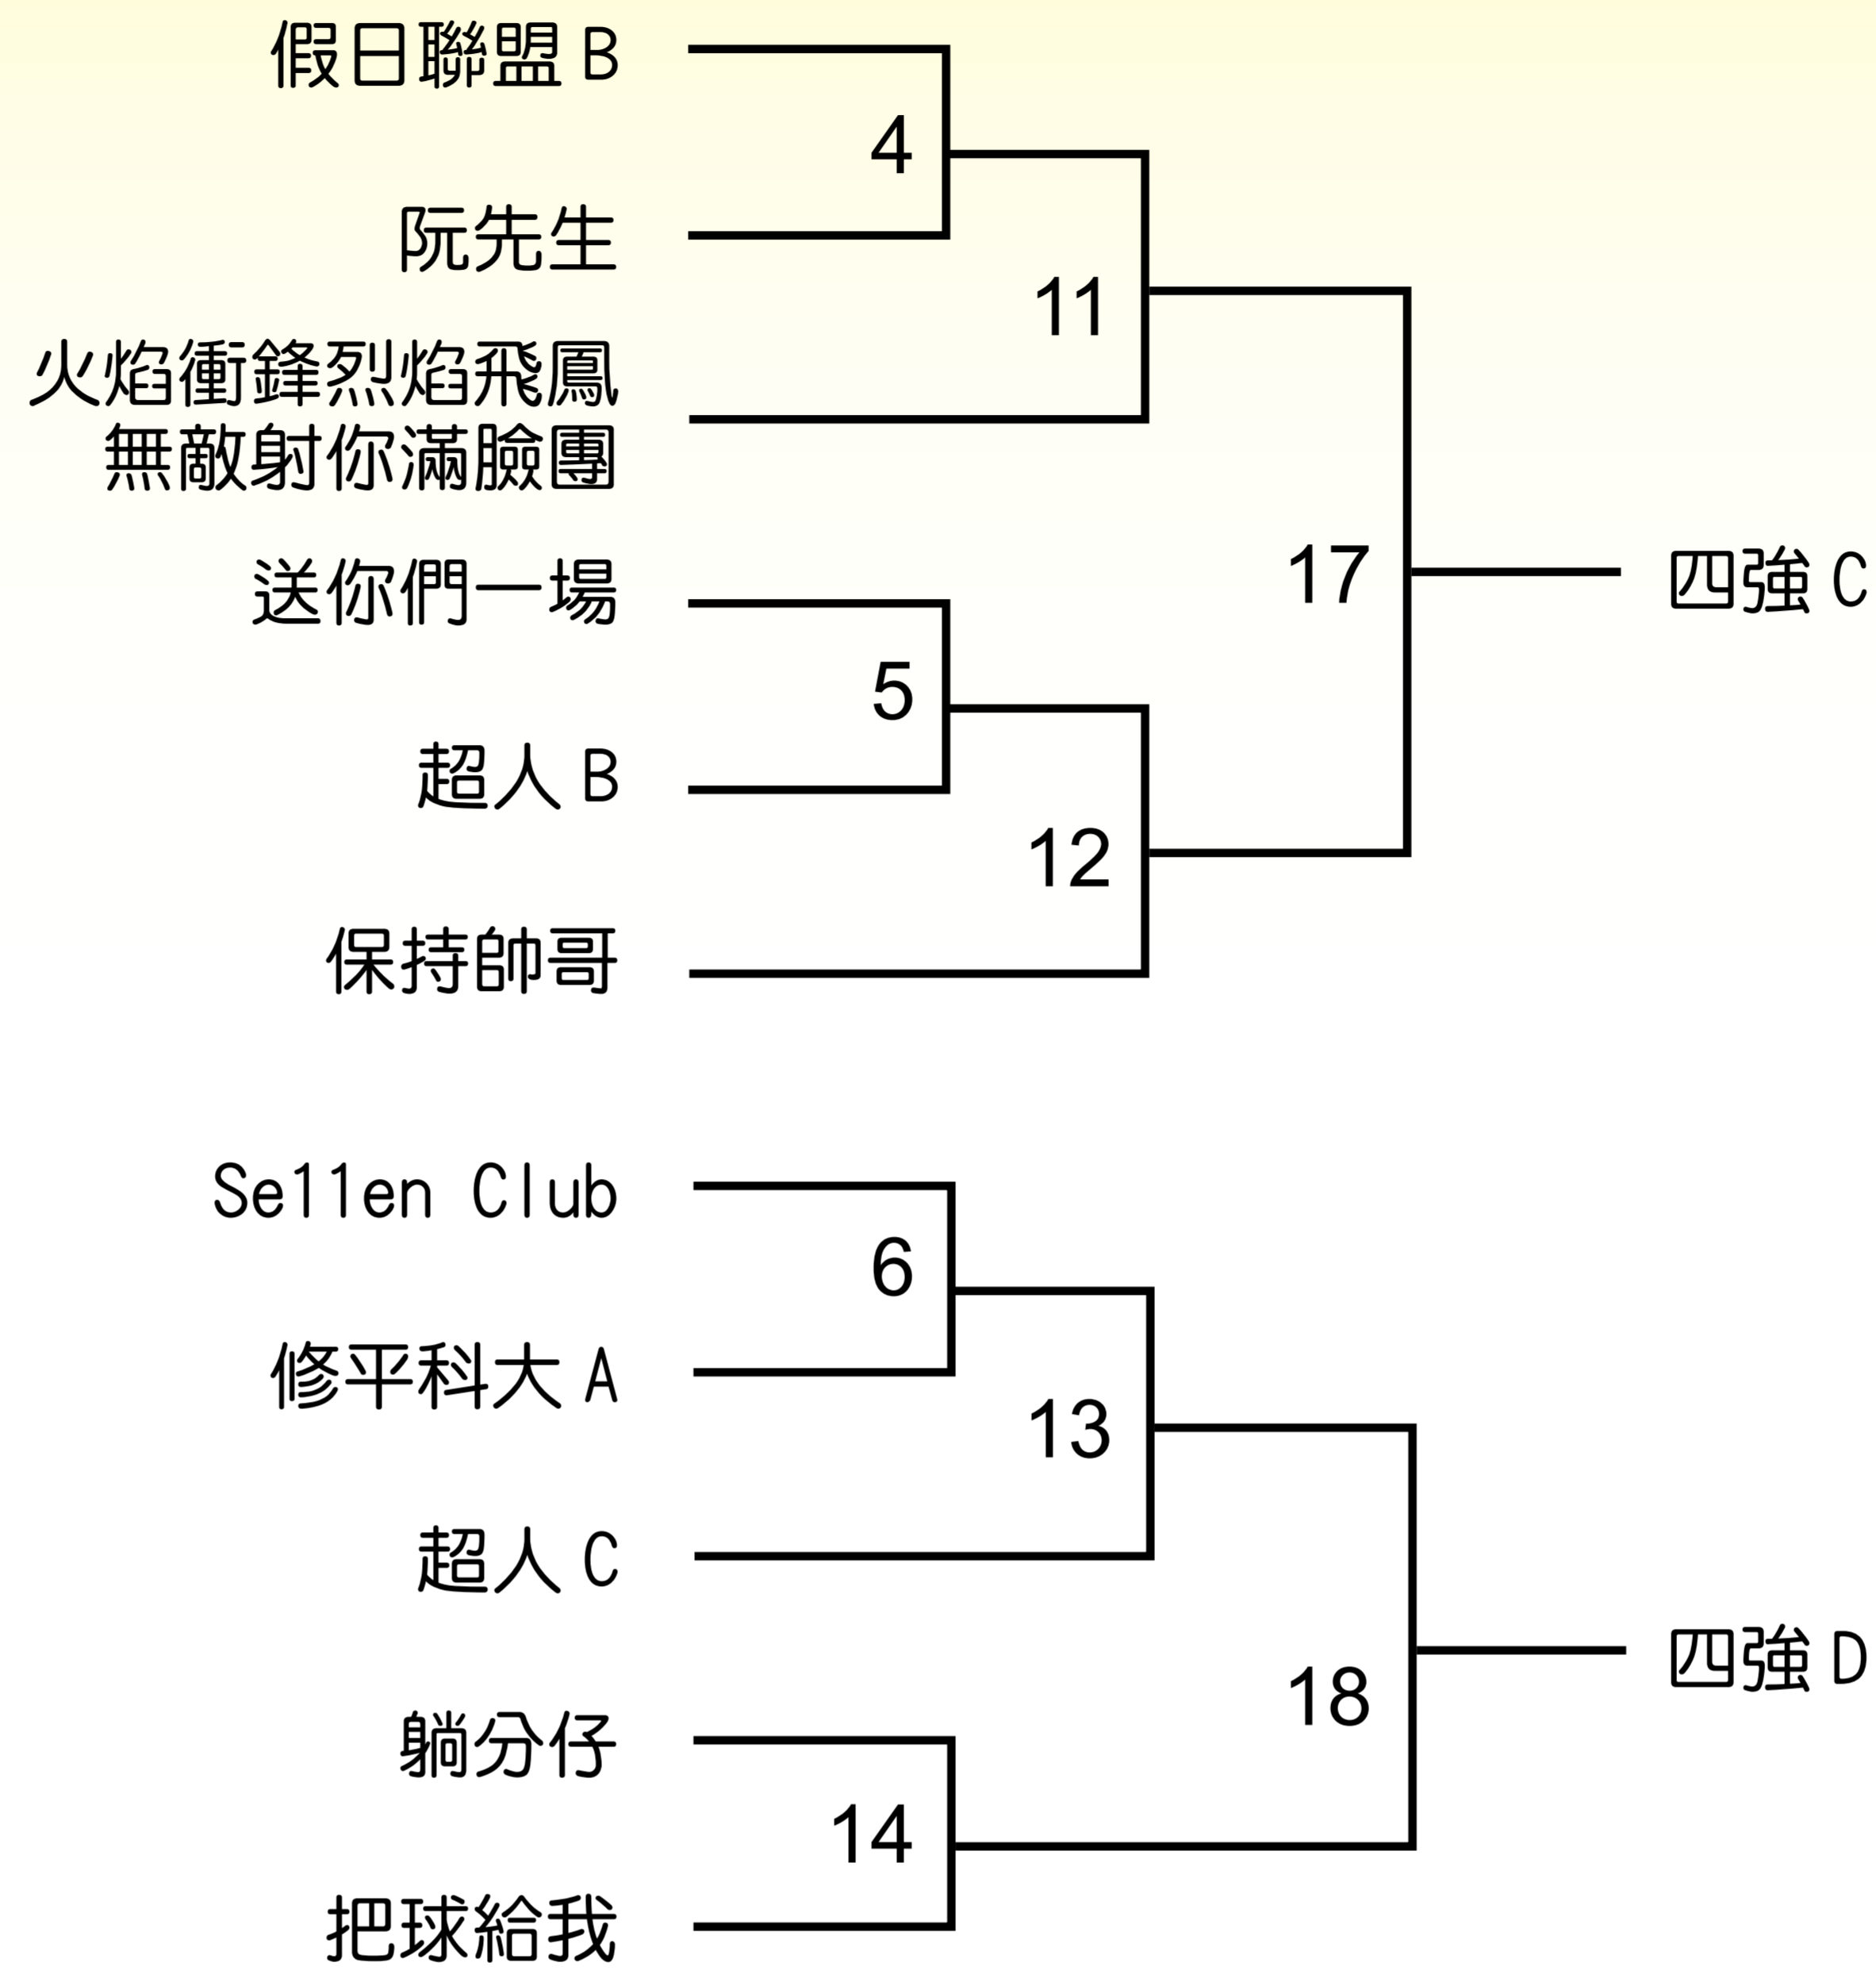 假日聯盟 B
4
阮先生
11
火焰衝鋒烈焰飛鳳
無敵射你滿臉團
17
四強 C
送你們一場
5
超人 B
12
保持帥哥
Se11en Club
6
修平科大 A
13
超人 C
四強 D
18
躺分仔
14
把球給我